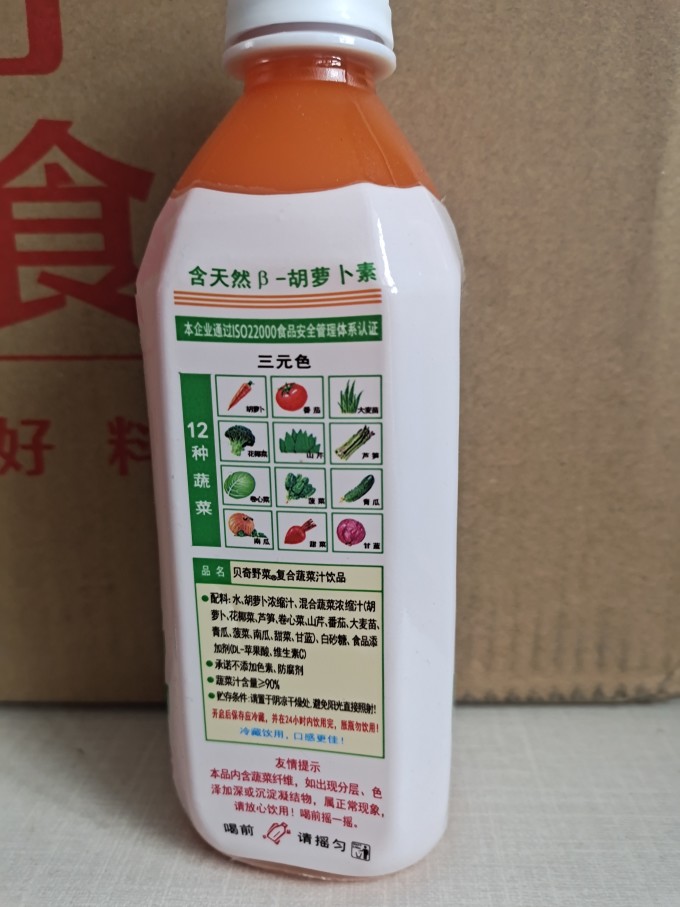 食
好 料
含天然β-胡萝卜素
本企业通过ISO22000食品安全管理体系认证
三元色
12种蔬菜
胡萝卜 番茄 大麦苗
花椰菜 山芹 芦笋
卷心菜 菠菜 青瓜
南瓜 甜菜 甘蓝
品名 贝奇野菜®复合蔬菜汁饮品
●配料:水、胡萝卜浓缩汁、混合蔬菜浓缩汁(胡
萝卜、花椰菜、芦笋、卷心菜、山芹、番茄、大麦苗、
青瓜、菠菜、南瓜、甜菜、甘蓝)、白砂糖、食品添
加剂(DL-苹果酸、维生素C)
●承诺不添加色素、防腐剂
●蔬菜汁含量≥90%
●贮存条件:请置于阴凉干燥处,避免阳光直接照射!
开启后保存应冷藏,并在24小时内饮用完,胀瓶勿饮用!
冷藏饮用,口感更佳!
友情提示
本品内含蔬菜纤维,如出现分层、色
泽加深或沉淀凝结物,属正常现象,
请放心饮用!喝前摇一摇。
喝前 请摇匀